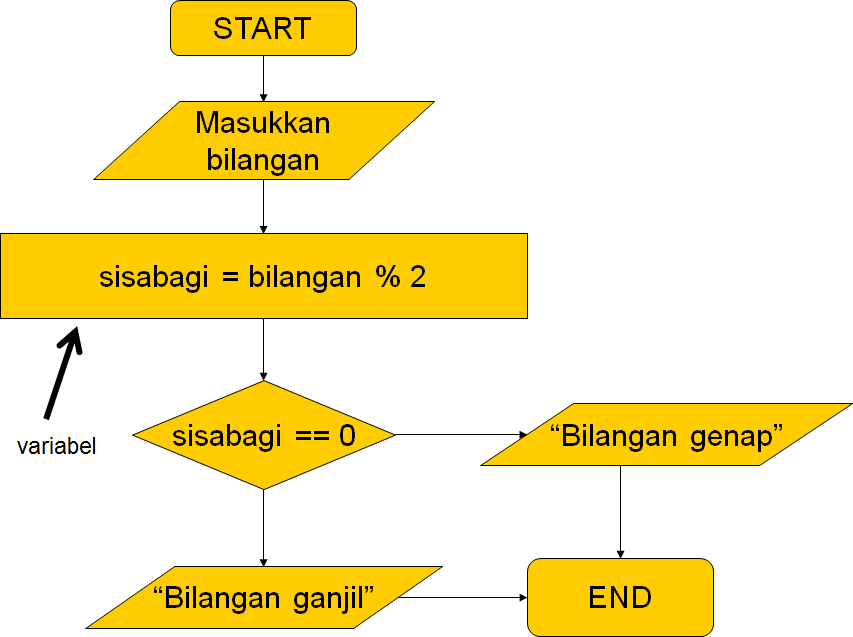 START
Masukkan
bilangan
sisabagi = bilangan % 2
variabel
sisabagi == 0
“Bilangan genap”
“Bilangan ganjil”
END